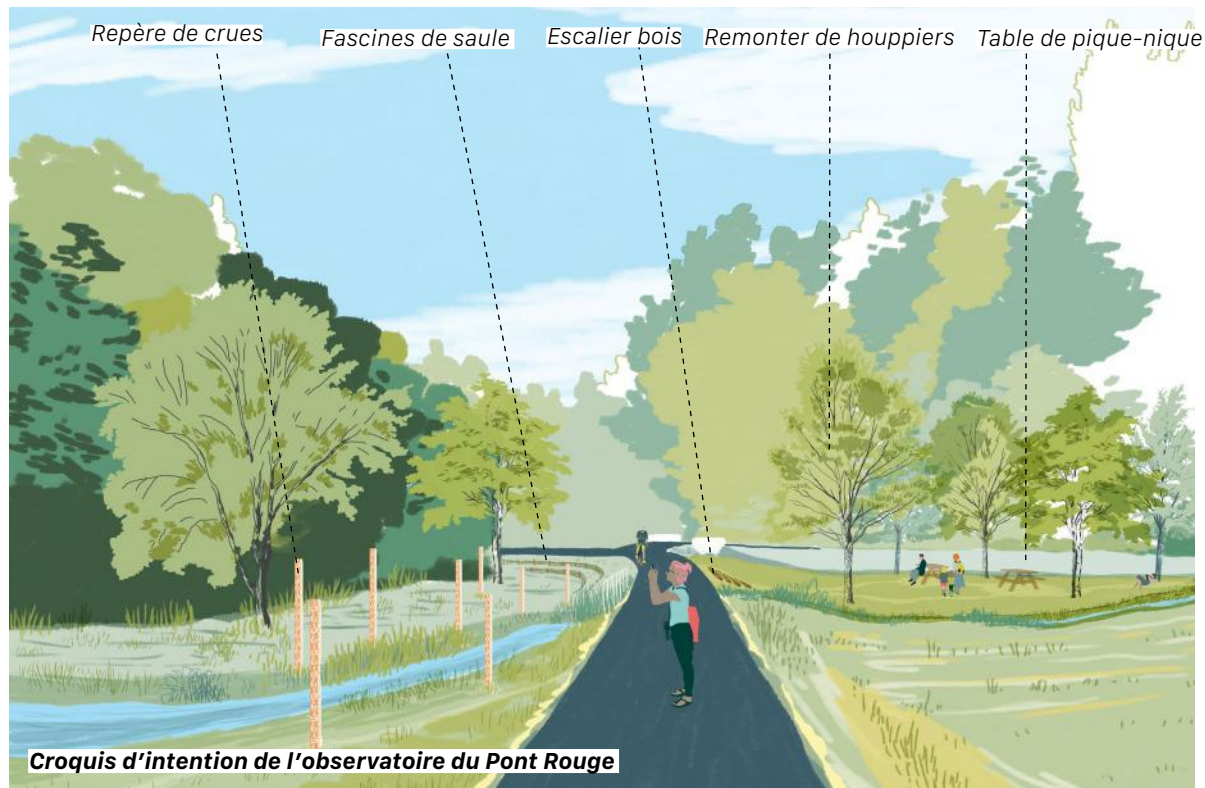 Repère de crues
Fascines de saule
Escalier bois
Remonter de houppiers
Table de pique-nique
Croquis d'intention de l'observatoire du Pont Rouge